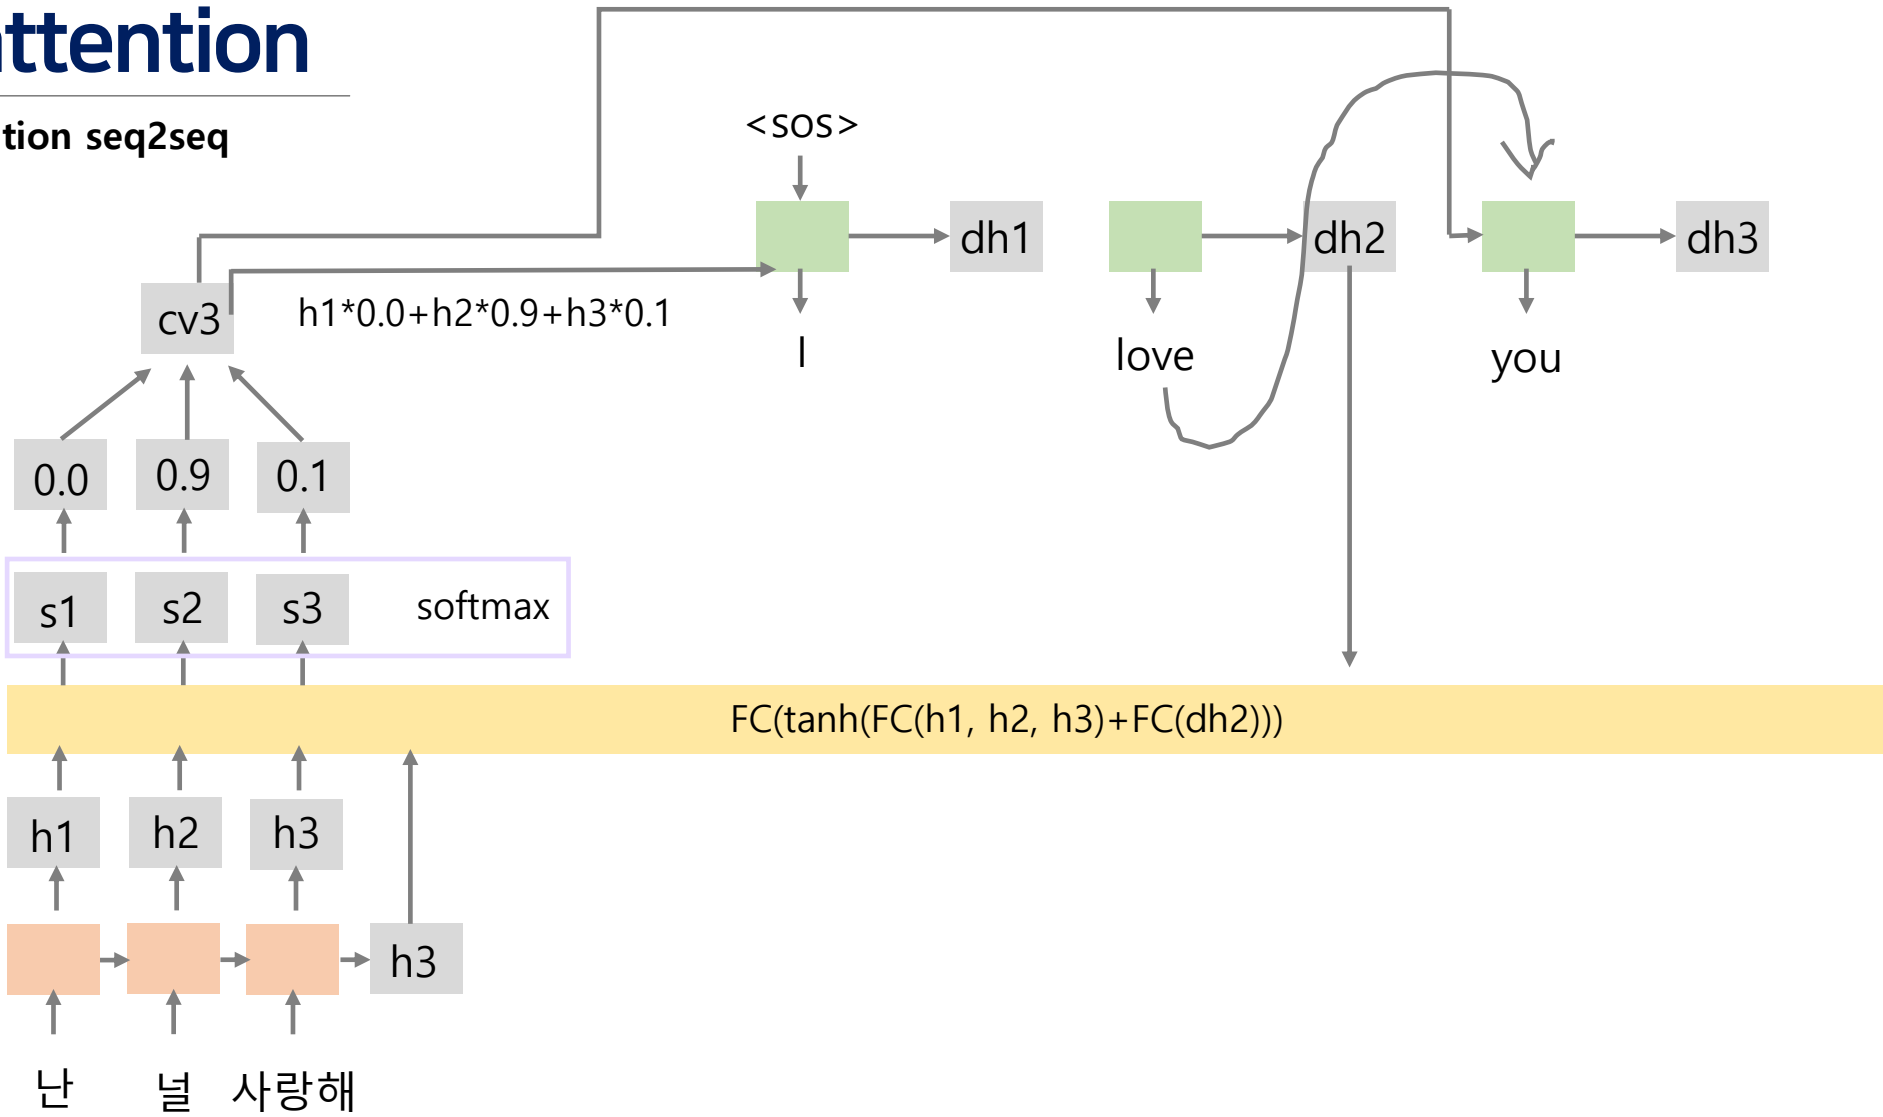 attention
tion seq2seq
<sos>
dh1
dh2
dh3
cv3
h1*0.0+h2*0.9+h3*0.1
I
love
you
0.0
0.9
0.1
s1
s2
s3
softmax
FC(tanh(FC(h1, h2, h3)+FC(dh2)))
h1
h2
h3
h3
난
널
사랑해